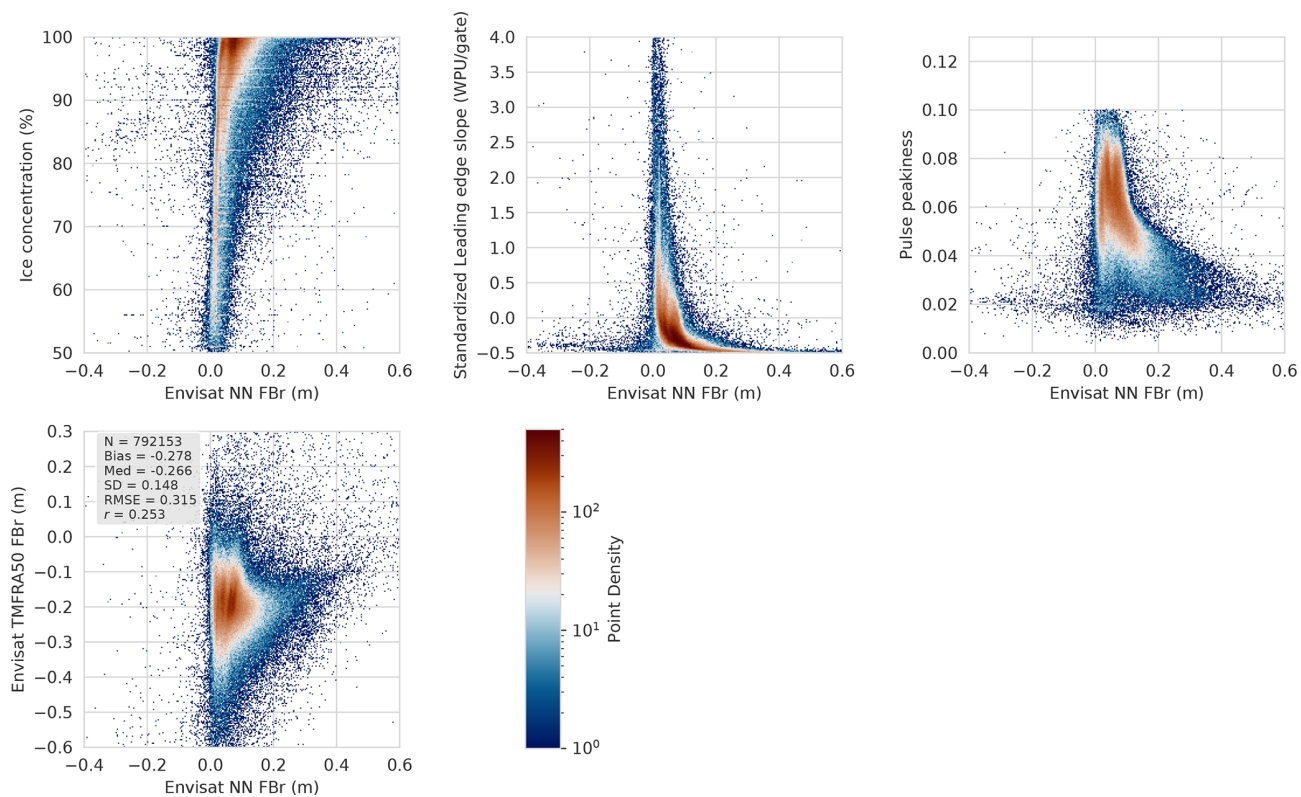 100
90
80
70
60
50
Ice concentration (%)
−0.4 −0.2 0.0 0.2 0.4 0.6
Envisat NN FBr (m)
4.0
3.5
3.0
2.5
2.0
1.5
1.0
0.5
0.0
−0.5
Standardized Leading edge slope (WPU/gate)
−0.4 −0.2 0.0 0.2 0.4 0.6
Envisat NN FBr (m)
0.12
0.10
0.08
0.06
0.04
0.02
0.00
Pulse peakiness
−0.4 −0.2 0.0 0.2 0.4 0.6
Envisat NN FBr (m)
0.3
0.2
0.1
0.0
−0.1
−0.2
−0.3
−0.4
−0.5
−0.6
Envisat TMFRA50 FBr (m)
N = 792153
Bias = -0.278
Med = -0.266
SD = 0.148
RMSE = 0.315
r = 0.253
−0.4 −0.2 0.0 0.2 0.4 0.6
Envisat NN FBr (m)
10²
10¹
10⁰
Point Density